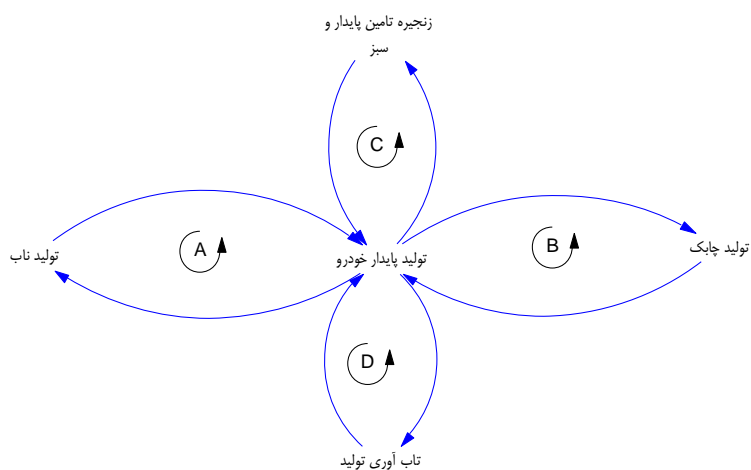 زنجیره تامین پایدار و
سبز
C
تولید ناب
A
تولید پایدار خودرو
B
تولید چابک
D
تاب آوری تولید